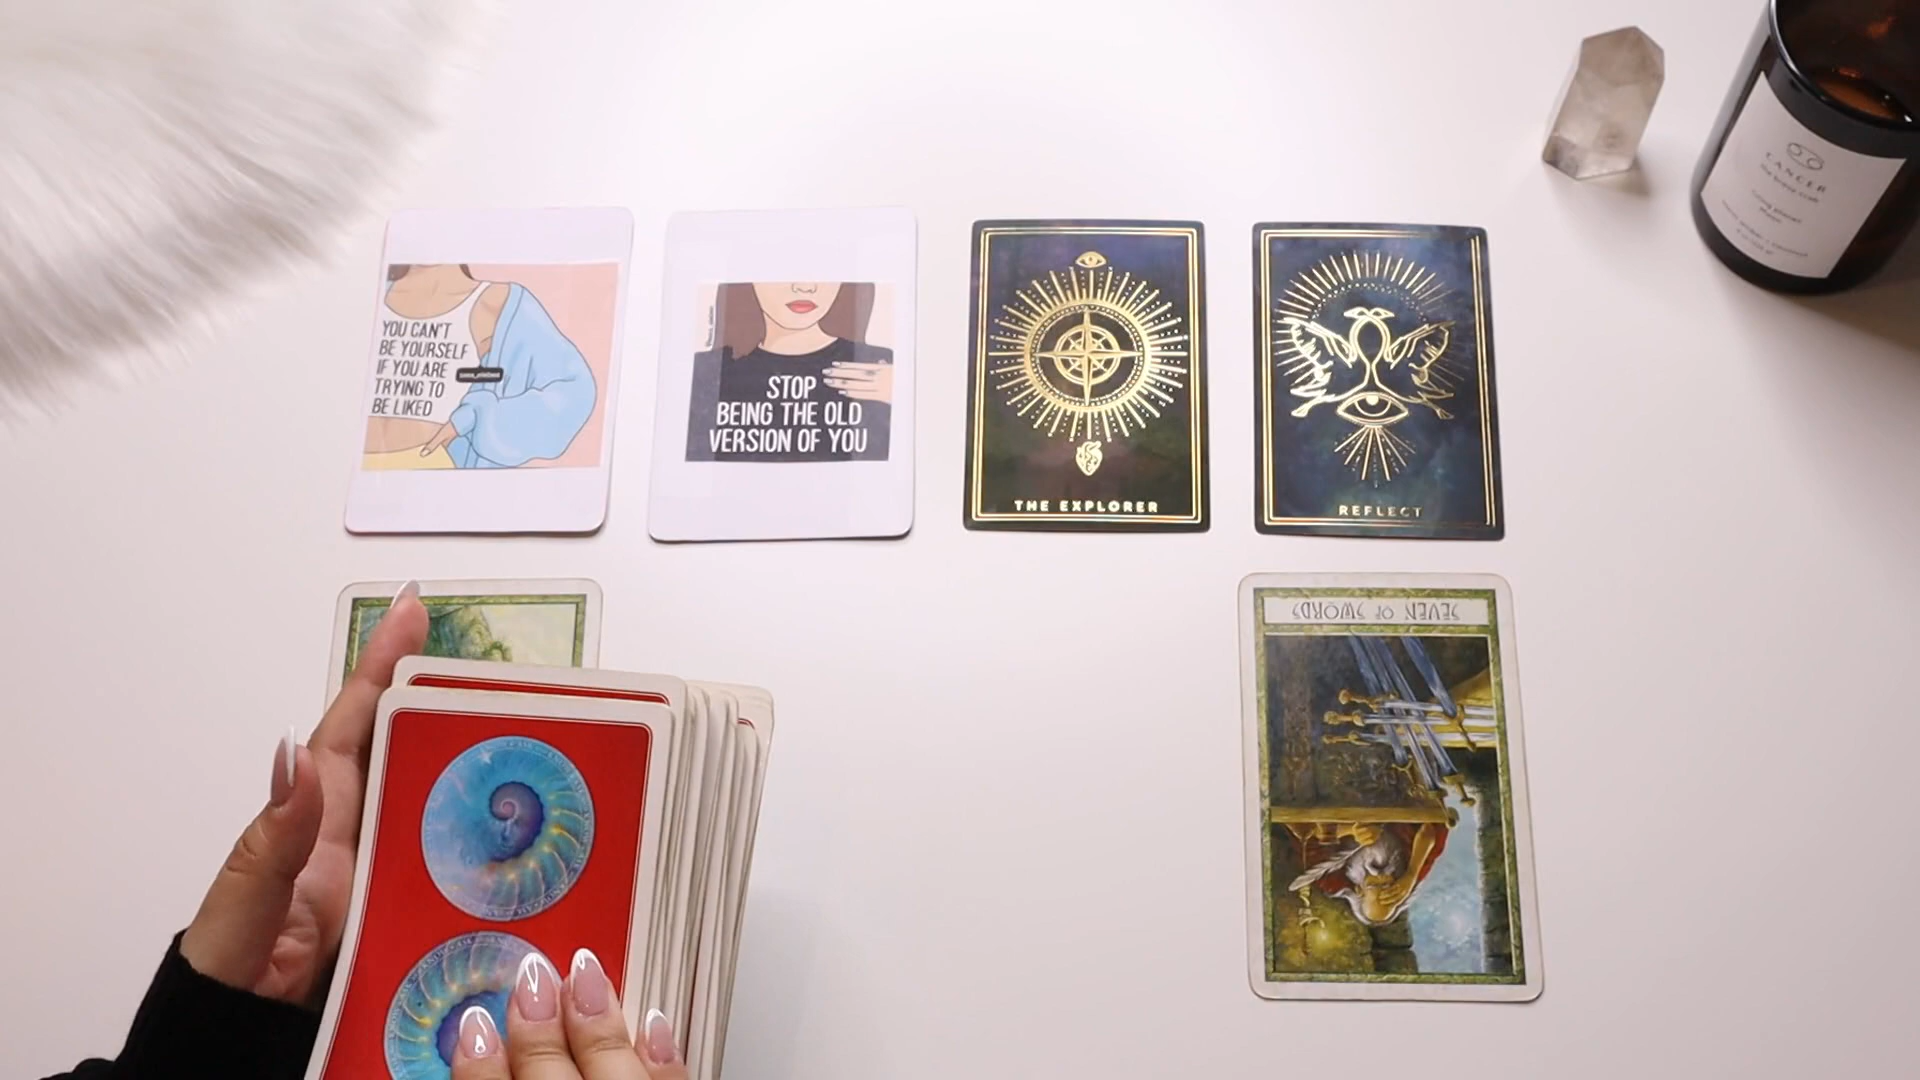 YOU CAN'T
BE YOURSELF
IF YOU ARE
TRYING TO
BE LIKED
STOP
BEING THE OLD
VERSION OF YOU
THE EXPLORER
REFLECT
CANCER
SEVEN OF SWORDS